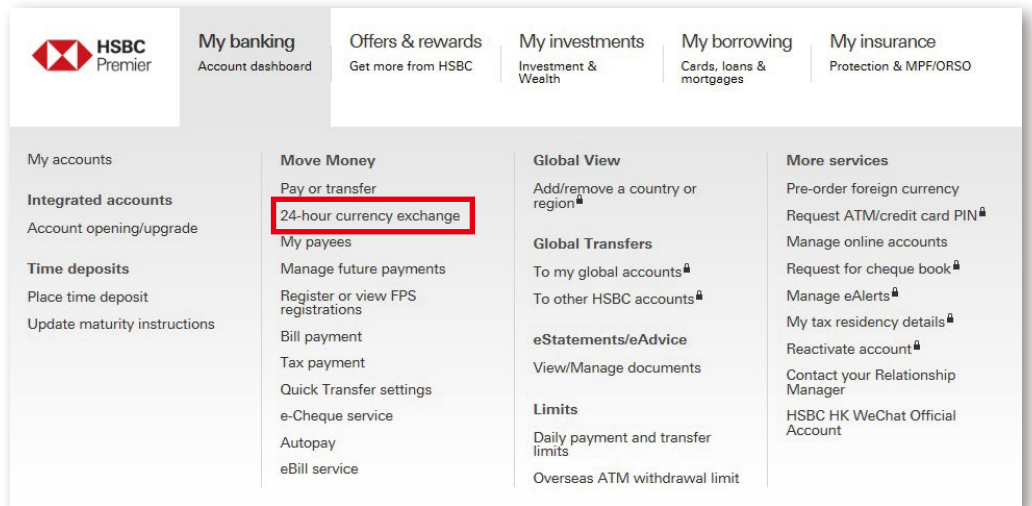 HSBC
Premier
My banking
Account dashboard
Offers & rewards
Get more from HSBC
My investments
Investment &
Wealth
My borrowing
Cards, loans &
mortgages
My insurance
Protection & MPF/ORSO
My accounts
Integrated accounts
Account opening/upgrade
Time deposits
Place time deposit
Update maturity instructions
Move Money
Pay or transfer
24-hour currency exchange
My payees
Manage future payments
Register or view FPS
registrations
Bill payment
Tax payment
Quick Transfer settings
e-Cheque service
Autopay
eBill service
Global View
Add/remove a country or
region
Global Transfers
To my global accounts
To other HSBC accounts
eStatements/eAdvice
View/Manage documents
Limits
Daily payment and transfer
limits
Overseas ATM withdrawal limit
More services
Pre-order foreign currency
Request ATM/credit card PIN
Manage online accounts
Request for cheque book
Manage eAlerts
My tax residency details
Reactivate account
Contact your Relationship
Manager
HSBC HK WeChat Official
Account